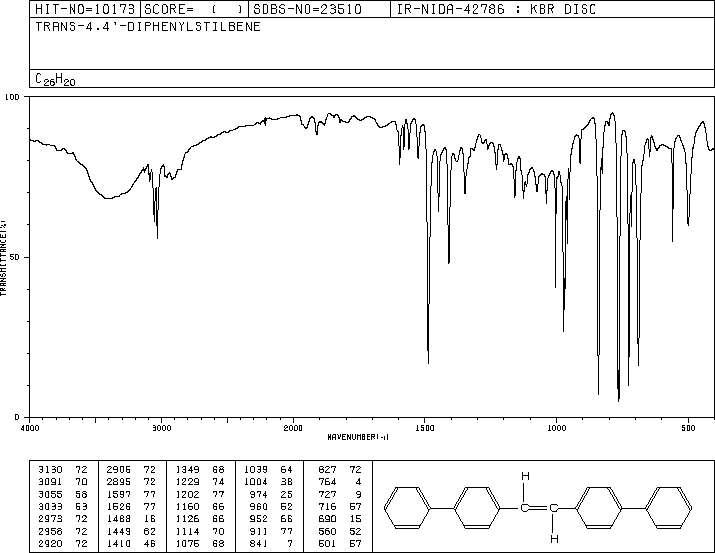 HIT-NO=10173 SCORE= ( ) SDBS-NO=23510 IR-NIDA-42786 : KBR DISC
TRANS-4,4'-DIPHENYLSTILBENE
C26H20
100
50
0
TRANSMITTANCE(%)
4000 3000 2000 1500 1000 500
WAVENUMBER(-1)
3130 72 2906 72 1349 68 1039 64 827 72
3091 70 2895 72 1229 74 1004 38 764 4
3055 58 1597 77 1202 77 974 25 727 9
3033 53 1526 77 1160 66 960 52 716 57
2973 72 1488 16 1126 66 952 66 690 15
2958 72 1449 62 1114 70 911 77 560 52
2920 72 1410 46 1076 68 841 7 501 57
H
C C
H